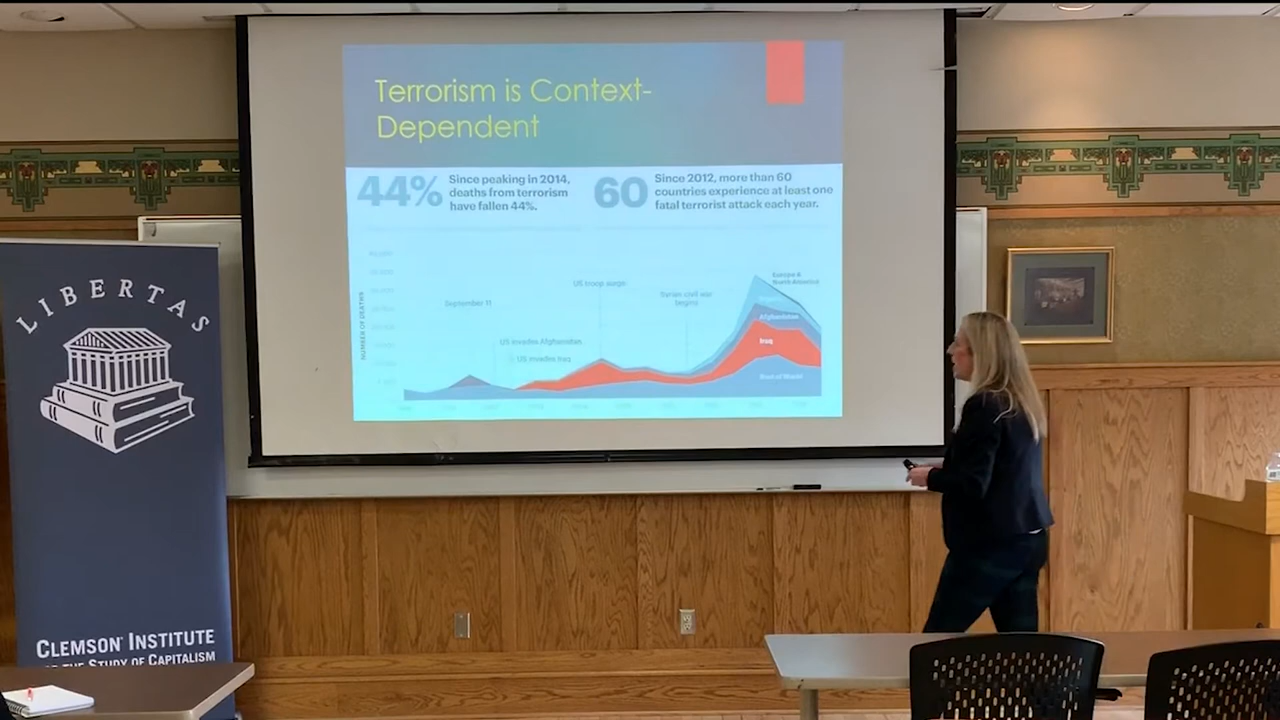 Terrorism is Context-
Dependent
44%
Since peaking in 2014,
deaths from terrorism
have fallen 44%.
60
Since 2012, more than 60
countries experience at least one
fatal terrorist attack each year.
NUMBER OF DEATHS
September 11
US invades Afghanistan
US invades Iraq
US troop surge
Syrian civil war
begins
Europe &
North America
Afghanistan
Iraq
Rest of World
LIBERTAS
CLEMSON INSTITUTE
STUDY OF CAPITALISM